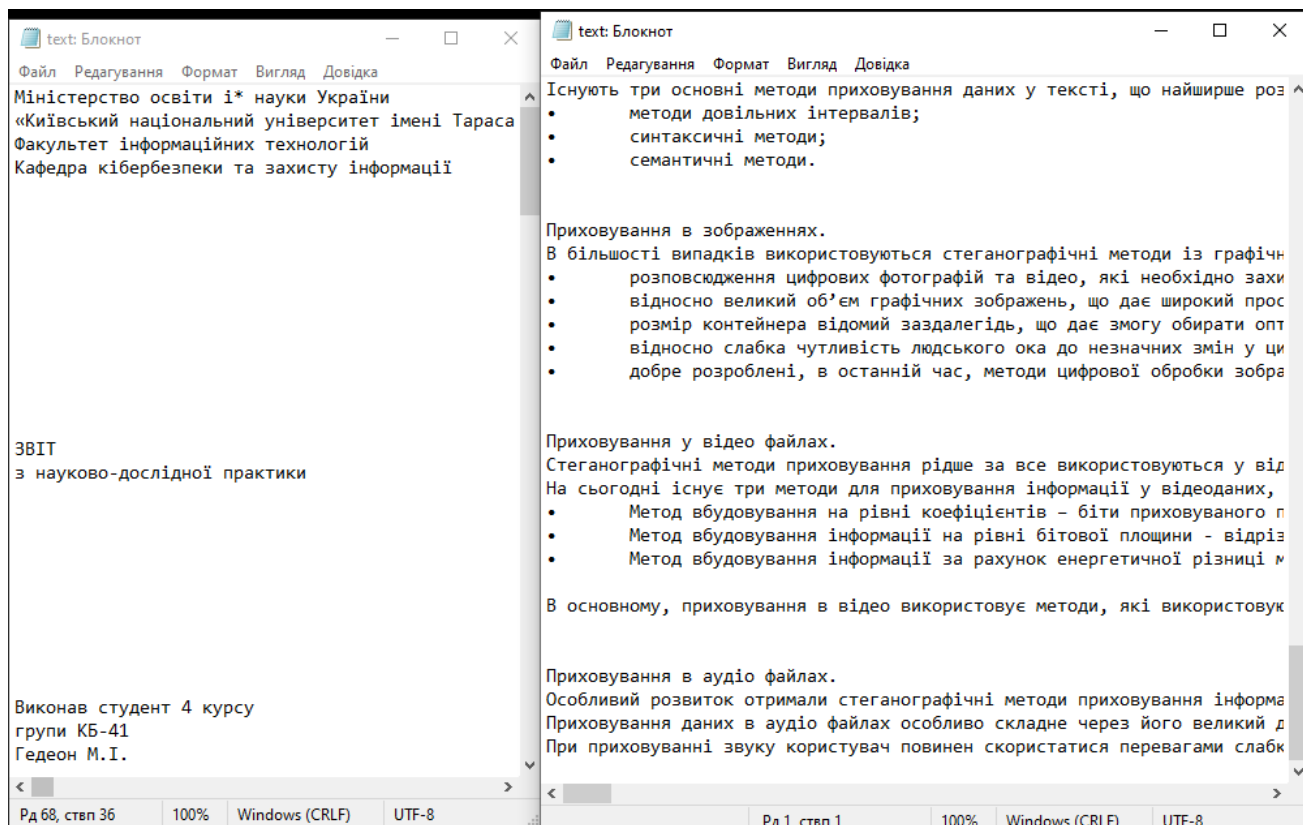 text: Блокнот
Файл Редагування Формат Вигляд Довідка
Міністерство освіти і* науки України
«Київський національний університет імені Тараса
Факультет інформаційних технологій
Кафедра кібербезпеки та захисту інформації
ЗВІТ
з науково-дослідної практики
Виконав студент 4 курсу
групи КБ-41
Гедеон М.І.
Рд 68, ствп 36 100% Windows (CRLF) UTF-8
text: Блокнот
Файл Редагування Формат Вигляд Довідка
Існують три основні методи приховування даних у тексті, що найширше роз
• методи довільних інтервалів;
• синтаксичні методи;
• семантичні методи.
Приховування в зображеннях.
В більшості випадків використовуються стеганографічні методи із графічн
• розповсюдження цифрових фотографій та відео, які необхідно захи
• відносно великий об’єм графічних зображень, що дає широкий прос
• розмір контейнера відомий заздалегідь, що дає змогу обирати опт
• відносно слабка чутливість людського ока до незначних змін у ци
• добре розроблені, в останній час, методи цифрової обробки зобра
Приховування у відео файлах.
Стеганографічні методи приховування рідше за все використовуються у від
На сьогодні існує три методи для приховування інформації у відеоданих,
• Метод вбудовування на рівні коефіцієнтів – біти приховуваного п
• Метод вбудовування інформації на рівні бітової площини - відріз
• Метод вбудовування інформації за рахунок енергетичної різниці м
В основному, приховування в відео використовує методи, які використовую
Приховування в аудіо файлах.
Особливий розвиток отримали стеганографічні методи приховування інформа
Приховування даних в аудіо файлах особливо складне через його великий д
При приховуванні звуку користувач повинен скористатися перевагами слабк
Рд 1, ствп 1 100% Windows (CRLF) UTF-8